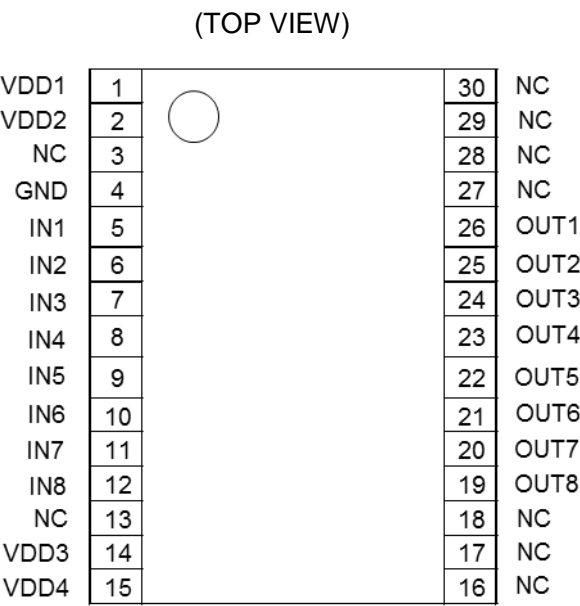 (TOP VIEW)
VDD1 1 30 NC
VDD2 2 29 NC
NC 3 28 NC
GND 4 27 NC
IN1 5 26 OUT1
IN2 6 25 OUT2
IN3 7 24 OUT3
IN4 8 23 OUT4
IN5 9 22 OUT5
IN6 10 21 OUT6
IN7 11 20 OUT7
IN8 12 19 OUT8
NC 13 18 NC
VDD3 14 17 NC
VDD4 15 16 NC